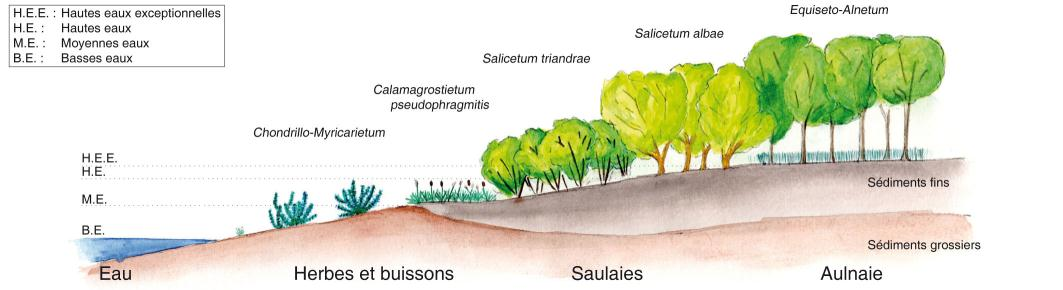 H.E.E. : Hautes eaux exceptionnelles
H.E. : Hautes eaux
M.E. : Moyennes eaux
B.E. : Basses eaux
Equiseto-Alnetum
Salicetum albae
Salicetum triandrae
Calamagrostietum
pseudophragmitis
Chondrillo-Myricarietum
H.E.E.
H.E.
M.E.
B.E.
Sédiments fins
Sédiments grossiers
Eau
Herbes et buissons
Saulaies
Aulnaie